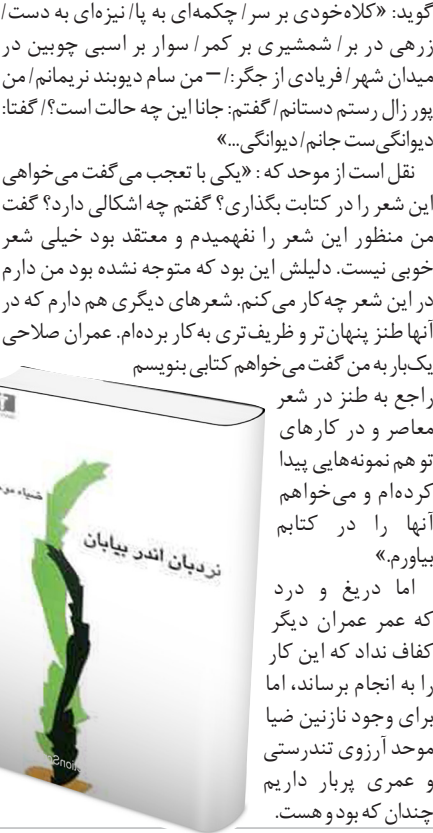 گوید: «کلاه‌خودی بر سر/ چکمه‌ای به پا/ نیزه‌ای به دست/
زرهی در بر/ شمشیری بر کمر/ سوار بر اسبی چوبین در
میدان شهر/ فریادی از جگر:/ – من سام دیوبند نریمانم/ من
پور زال رستم دستانم/ گفتم: جانا این چه حالت است؟/ گفتا:
دیوانگی‌ست جانم/ دیوانگی...»
نقل است از موحد که : «یکی با تعجب می‌گفت می‌خواهی
این شعر را در کتابت بگذاری؟ گفتم چه اشکالی دارد؟ گفت
من منظور این شعر را نفهمیدم و معتقد بود خیلی شعر
خوبی نیست. دلیلش این بود که متوجه نشده بود من دارم
در این شعر چه‌کار می‌کنم. شعرهای دیگری هم دارم که در
آنها طنز پنهان‌تر و ظریف‌تری به‌کار برده‌ام. عمران صلاحی
یک‌بار به من گفت می‌خواهم کتابی بنویسم
راجع به طنز در شعر
معاصر و در کارهای
تو هم نمونه‌هایی پیدا
کرده‌ام و می‌خواهم
آنها را در کتابم
بیاورم.»
اما دریغ و درد
که عمر عمران دیگر
کفاف نداد که این کار
را به انجام برساند، اما
برای وجود نازنین ضیا
موحد آرزوی تندرستی
و عمری پربار داریم
چندان که بود و هست.
ضیاء
نردبان اندر بیابان